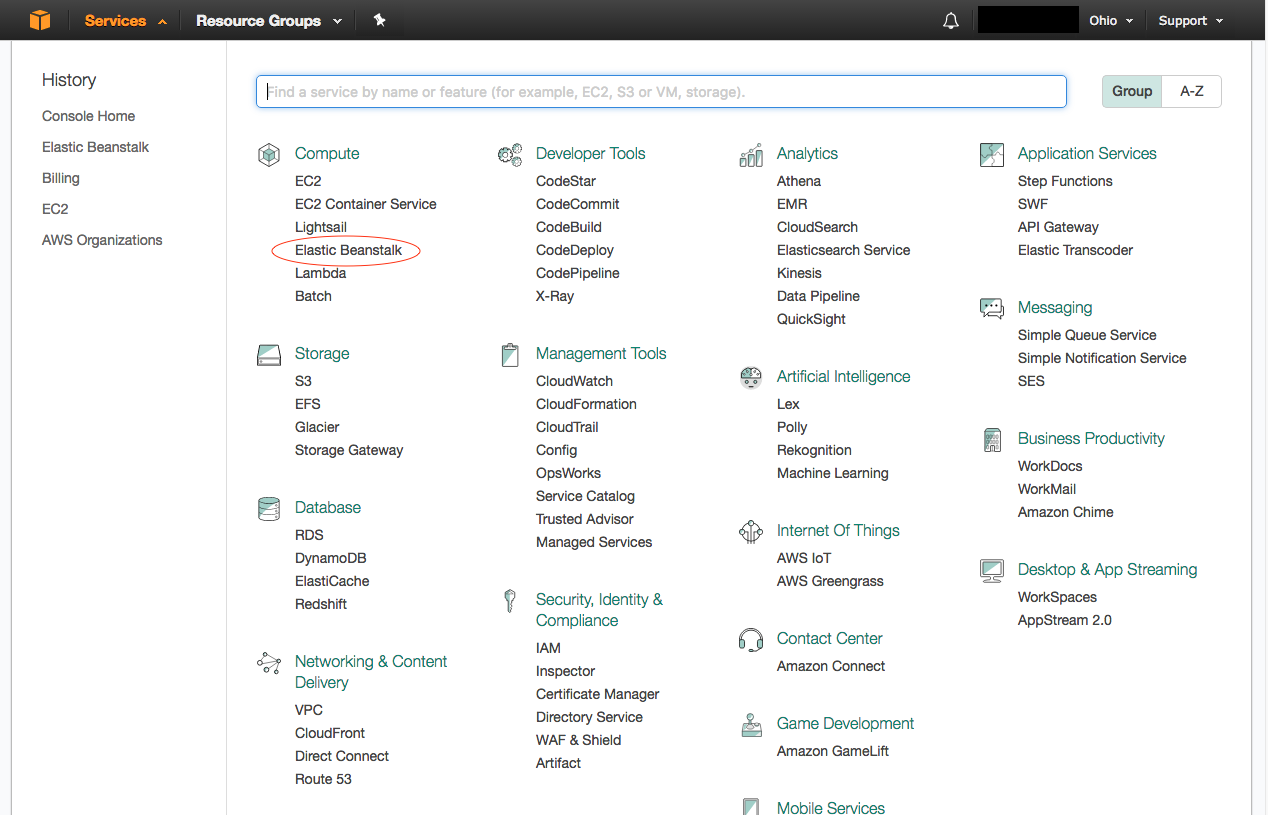 Services
Resource Groups
Ohio
Support
History
Console Home
Elastic Beanstalk
Billing
EC2
AWS Organizations
Find a service by name or feature (for example, EC2, S3 or VM, storage).
Group
A-Z
Compute
EC2
EC2 Container Service
Lightsail
Elastic Beanstalk
Lambda
Batch
Storage
S3
EFS
Glacier
Storage Gateway
Database
RDS
DynamoDB
ElastiCache
Redshift
Networking & Content
Delivery
VPC
CloudFront
Direct Connect
Route 53
Developer Tools
CodeStar
CodeCommit
CodeBuild
CodeDeploy
CodePipeline
X-Ray
Management Tools
CloudWatch
CloudFormation
CloudTrail
Config
OpsWorks
Service Catalog
Trusted Advisor
Managed Services
Security, Identity &
Compliance
IAM
Inspector
Certificate Manager
Directory Service
WAF & Shield
Artifact
Analytics
Athena
EMR
CloudSearch
Elasticsearch Service
Kinesis
Data Pipeline
QuickSight
Artificial Intelligence
Lex
Polly
Rekognition
Machine Learning
Internet Of Things
AWS IoT
AWS Greengrass
Contact Center
Amazon Connect
Game Development
Amazon GameLift
Mobile Services
Application Services
Step Functions
SWF
API Gateway
Elastic Transcoder
Messaging
Simple Queue Service
Simple Notification Service
SES
Business Productivity
WorkDocs
WorkMail
Amazon Chime
Desktop & App Streaming
WorkSpaces
AppStream 2.0